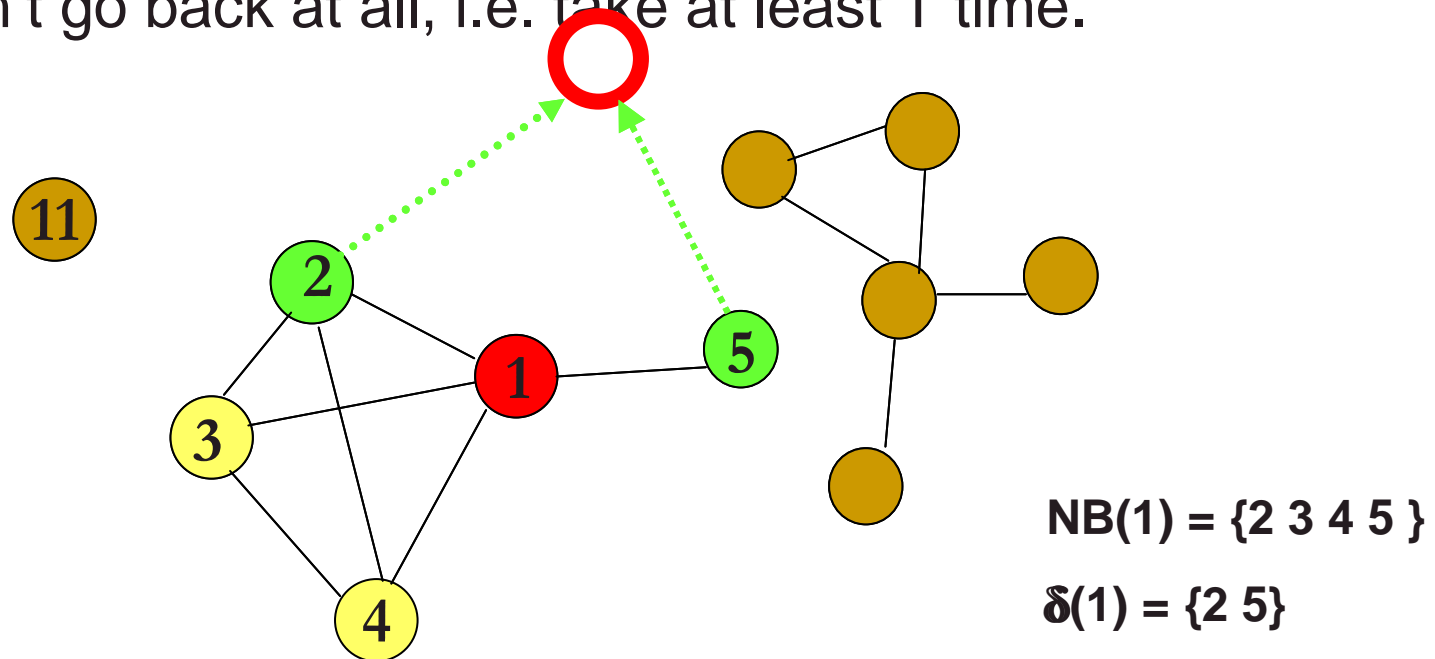 n't go back at all, i.e. take at least 1 time.
11
2
1
5
3
4
NB(1) = {2 3 4 5 }
δ(1) = {2 5}